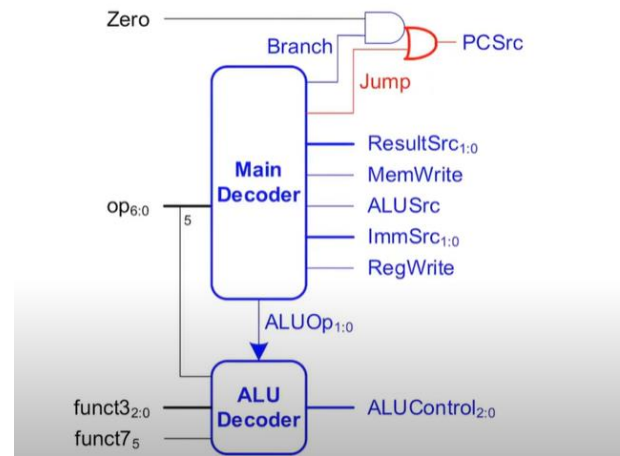 Zero
Branch
PCSrc
Jump
ResultSrc1:0
Main
Decoder
MemWrite
op6:0
5
ALUSrc
ImmSrc1:0
RegWrite
ALUOp1:0
ALU
Decoder
funct32:0
ALUControl2:0
funct75